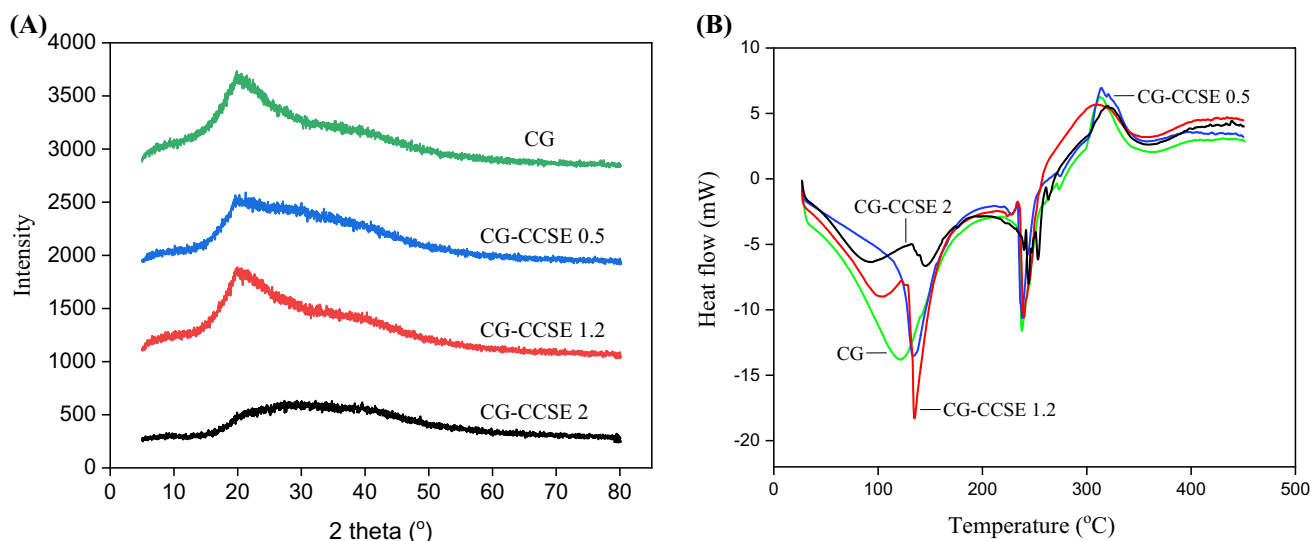 (A)
4000
3500
3000
2500
2000
1500
1000
500
0
Intensity
CG
CG-CCSE 0.5
CG-CCSE 1.2
CG-CCSE 2
0 10 20 30 40 50 60 70 80
2 theta (°)
(B)
10
5
0
-5
-10
-15
-20
Heat flow (mW)
CG-CCSE 0.5
CG-CCSE 2
CG
CG-CCSE 1.2
0 100 200 300 400 500
Temperature (°C)